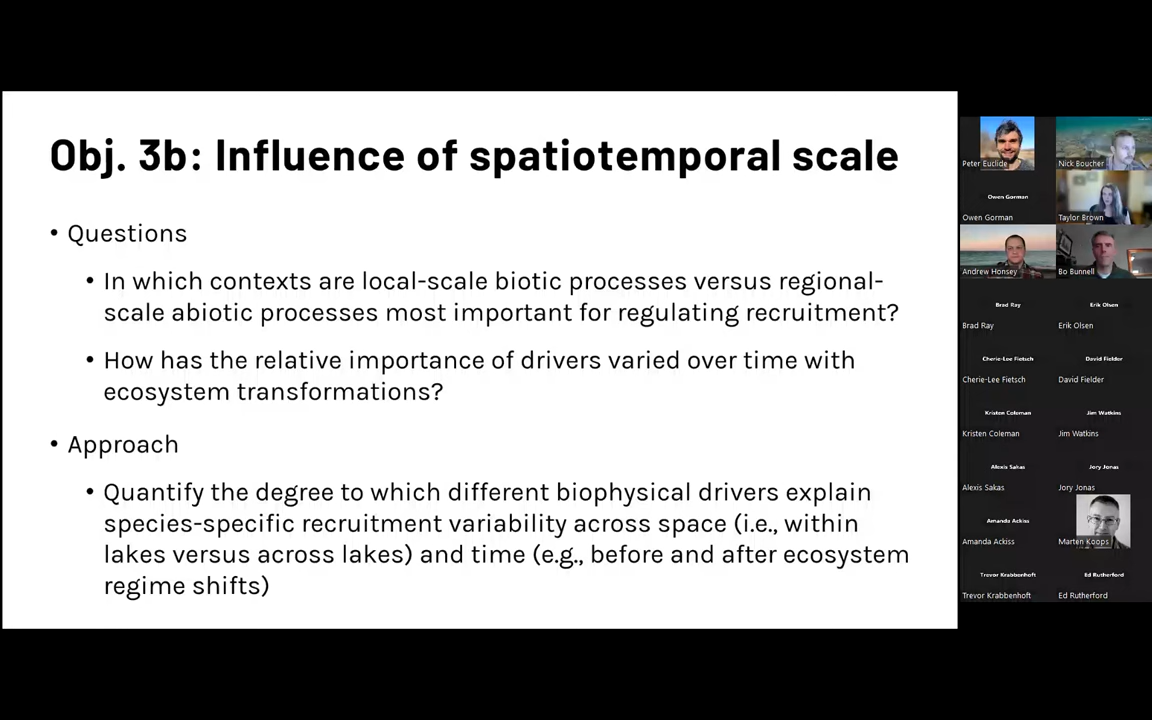 Obj. 3b: Influence of spatiotemporal scale
• Questions
• In which contexts are local-scale biotic processes versus regional-
scale abiotic processes most important for regulating recruitment?
• How has the relative importance of drivers varied over time with
ecosystem transformations?
• Approach
• Quantify the degree to which different biophysical drivers explain
species-specific recruitment variability across space (i.e., within
lakes versus across lakes) and time (e.g., before and after ecosystem
regime shifts)
Peter Euclide
Nick Boucher
Owen Gorman
Owen Gorman
Taylor Brown
Andrew Honsey
Bo Bunnell
Brad Ray
Erik Olsen
Brad Ray
Erik Olsen
Cherie-Lee Fietsch
David Fielder
Cherie-Lee Fietsch
David Fielder
Kristen Coleman
Jim Watkins
Kristen Coleman
Jim Watkins
Alexis Sakas
Jory Jonas
Alexis Sakas
Jory Jonas
Amanda Ackiss
Amanda Ackiss
Marten Koops
Trevor Krabbenhoft
Ed Rutherford
Trevor Krabbenhoft
Ed Rutherford